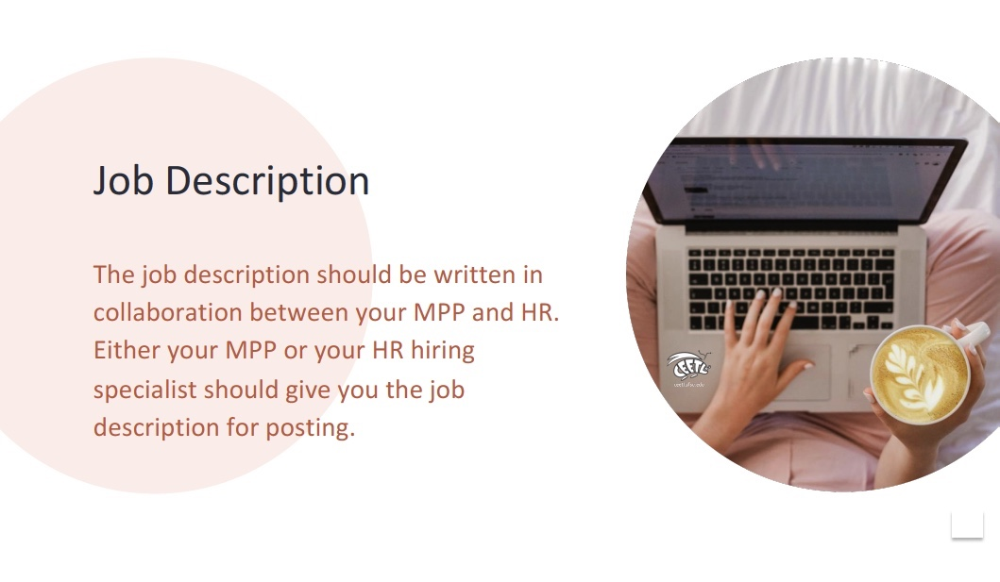 Job Description
The job description should be written in
collaboration between your MPP and HR.
Either your MPP or your HR hiring
specialist should give you the job
description for posting.
CEETL